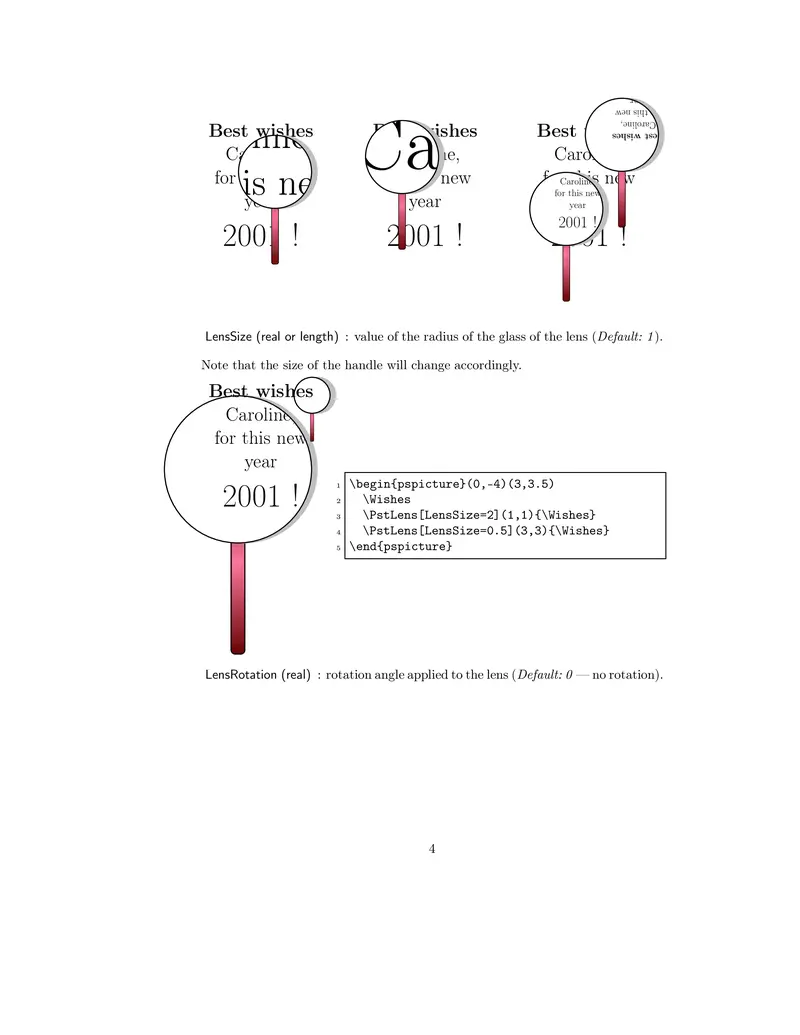 Best wishes
is ne
2001 !
Ca
wishes
ne,
new
year
2001 !
Best
Caro
for this new
Caroline,
this new
est wishes
Caroline
for this new
year
2001 !
LensSize (real or length) : value of the radius of the glass of the lens (Default: 1).
Note that the size of the handle will change accordingly.
Best wishes
Caroline
for this new
year
2001 !
1 \begin{pspicture}(0,-4)(3,3.5)
2 \Wishes
3 \PstLens[LensSize=2](1,1){\Wishes}
4 \PstLens[LensSize=0.5](3,3){\Wishes}
5 \end{pspicture}
LensRotation (real) : rotation angle applied to the lens (Default: 0 — no rotation).
4